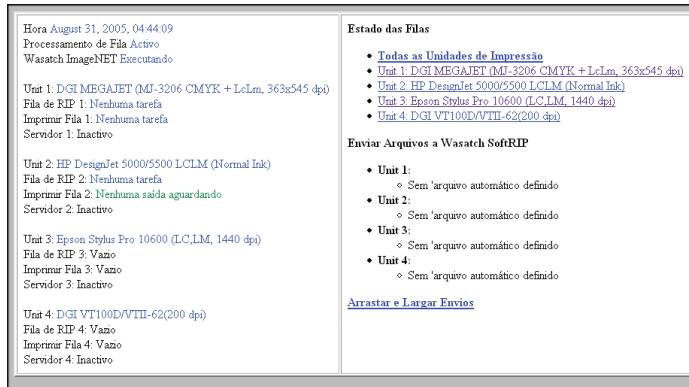 Hora August 31, 2005, 04:44:09
Processamento de Fila Activo
Wasatch ImageNET Executando
Unit 1: DGI MEGAJET (MJ-3206 CMYK + LcLm, 363x545 dpi)
Fila de RIP 1: Nenhuma tarefa
Imprimir Fila 1: Nenhuma tarefa
Servidor 1: Inactivo
Unit 2: HP DesignJet 5000/5500 LCLM (Normal Ink)
Fila de RIP 2: Nenhuma tarefa
Imprimir Fila 2: Nenhuma saída aguardando
Servidor 2: Inactivo
Unit 3: Epson Stylus Pro 10600 (LC,LM, 1440 dpi)
Fila de RIP 3: Vazio
Imprimir Fila 3: Vazio
Servidor 3: Inactivo
Unit 4: DGI VT100D/VTII-62(200 dpi)
Fila de RIP 4: Vazio
Imprimir Fila 4: Vazio
Servidor 4: Inactivo
Estado das Filas
Todas as Unidades de Impressão
Unit 1: DGI MEGAJET (MJ-3206 CMYK + LcLm, 363x545 dpi)
Unit 2: HP DesignJet 5000/5500 LCLM (Normal Ink)
Unit 3: Epson Stylus Pro 10600 (LC,LM, 1440 dpi)
Unit 4: DGI VT100D/VTII-62(200 dpi)
Enviar Arquivos a Wasatch SoftRIP
Unit 1:
Sem 'arquivo automático definido
Unit 2:
Sem 'arquivo automático definido
Unit 3:
Sem 'arquivo automático definido
Unit 4:
Sem 'arquivo automático definido
Arrastar e Largar Envios